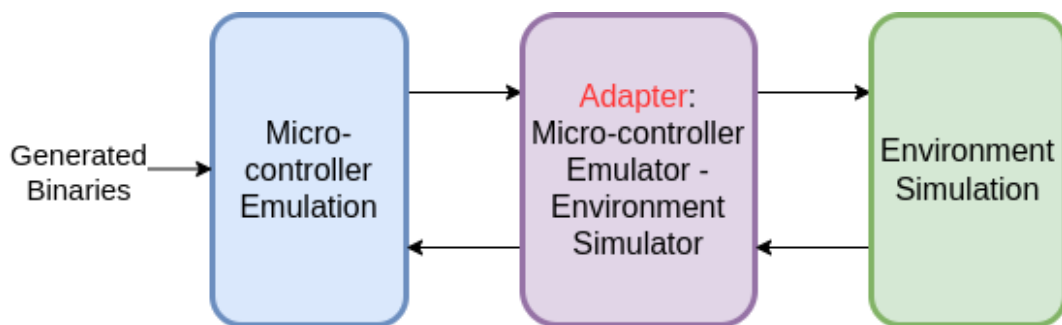 Generated
Binaries
Micro-
controller
Emulation
Adapter:
Micro-controller
Emulator -
Environment
Simulator
Environment
Simulation